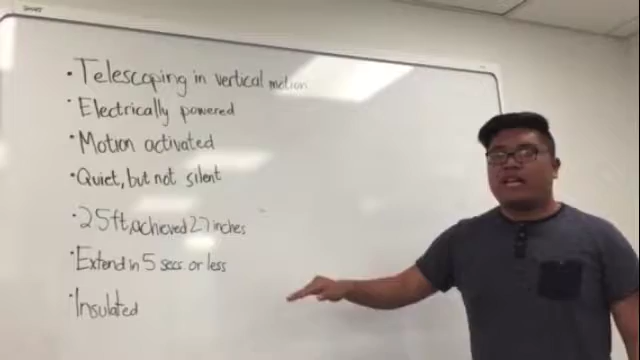 • Telescoping in vertical motion
• Electrically powered
• Motion activated
• Quiet, but not silent
• 25ft, achieved 27 inches
• Extend in 5 secs. or less
• Insulated